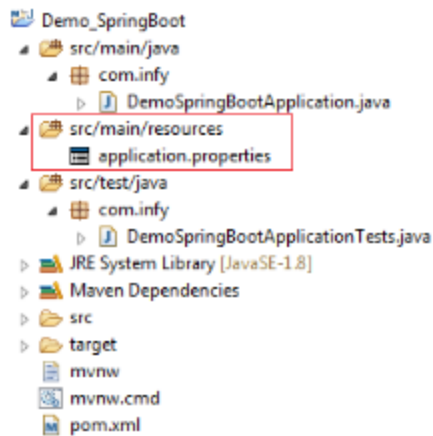 Demo_SpringBoot
src/main/java
com.infy
DemoSpringBootApplication.java
src/main/resources
application.properties
src/test/java
com.infy
DemoSpringBootApplicationTests.java
JRE System Library [JavaSE-1.8]
Maven Dependencies
src
target
mvnw
mvnw.cmd
pom.xml